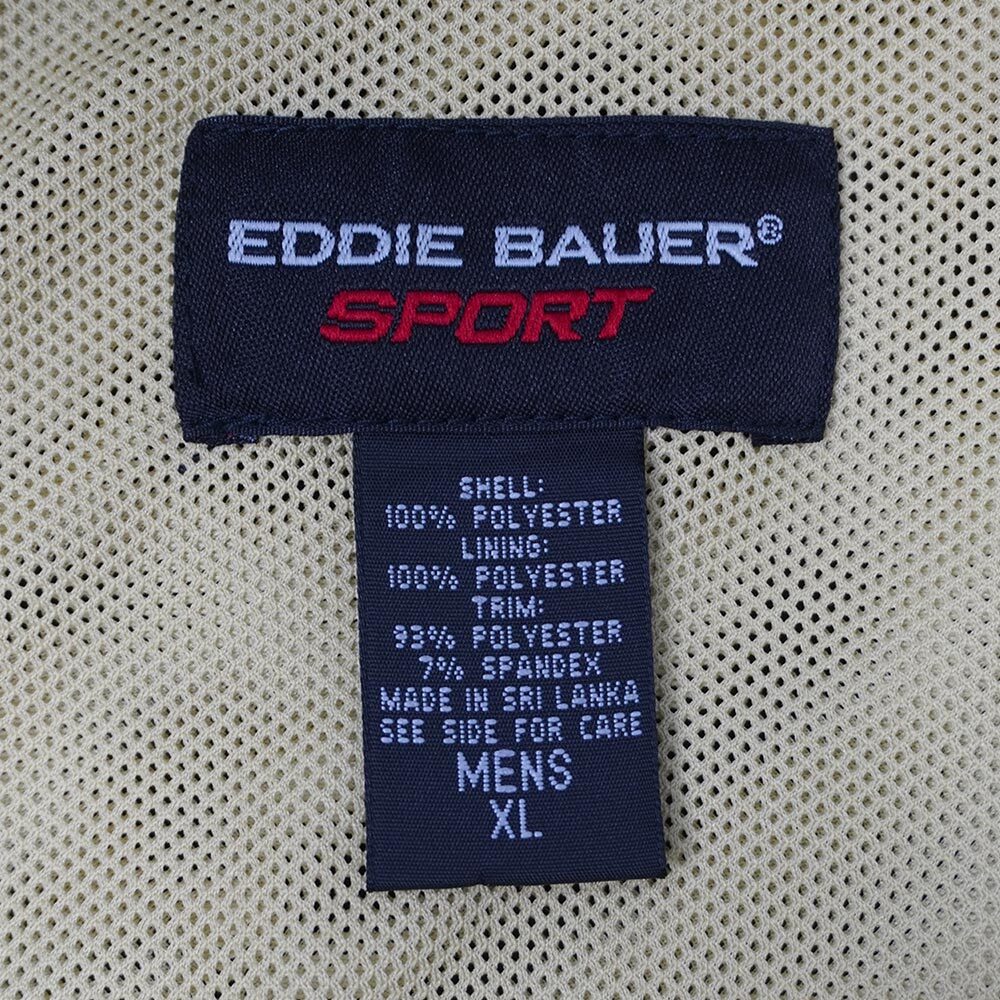 EDDIE BAUER®
SPORT
SHELL:
100% POLYESTER
LINING:
100% POLYESTER
TRIM:
93% POLYESTER
7% SPANDEX
MADE IN SRI LANKA
SEE SIDE FOR CARE
MENS
XL